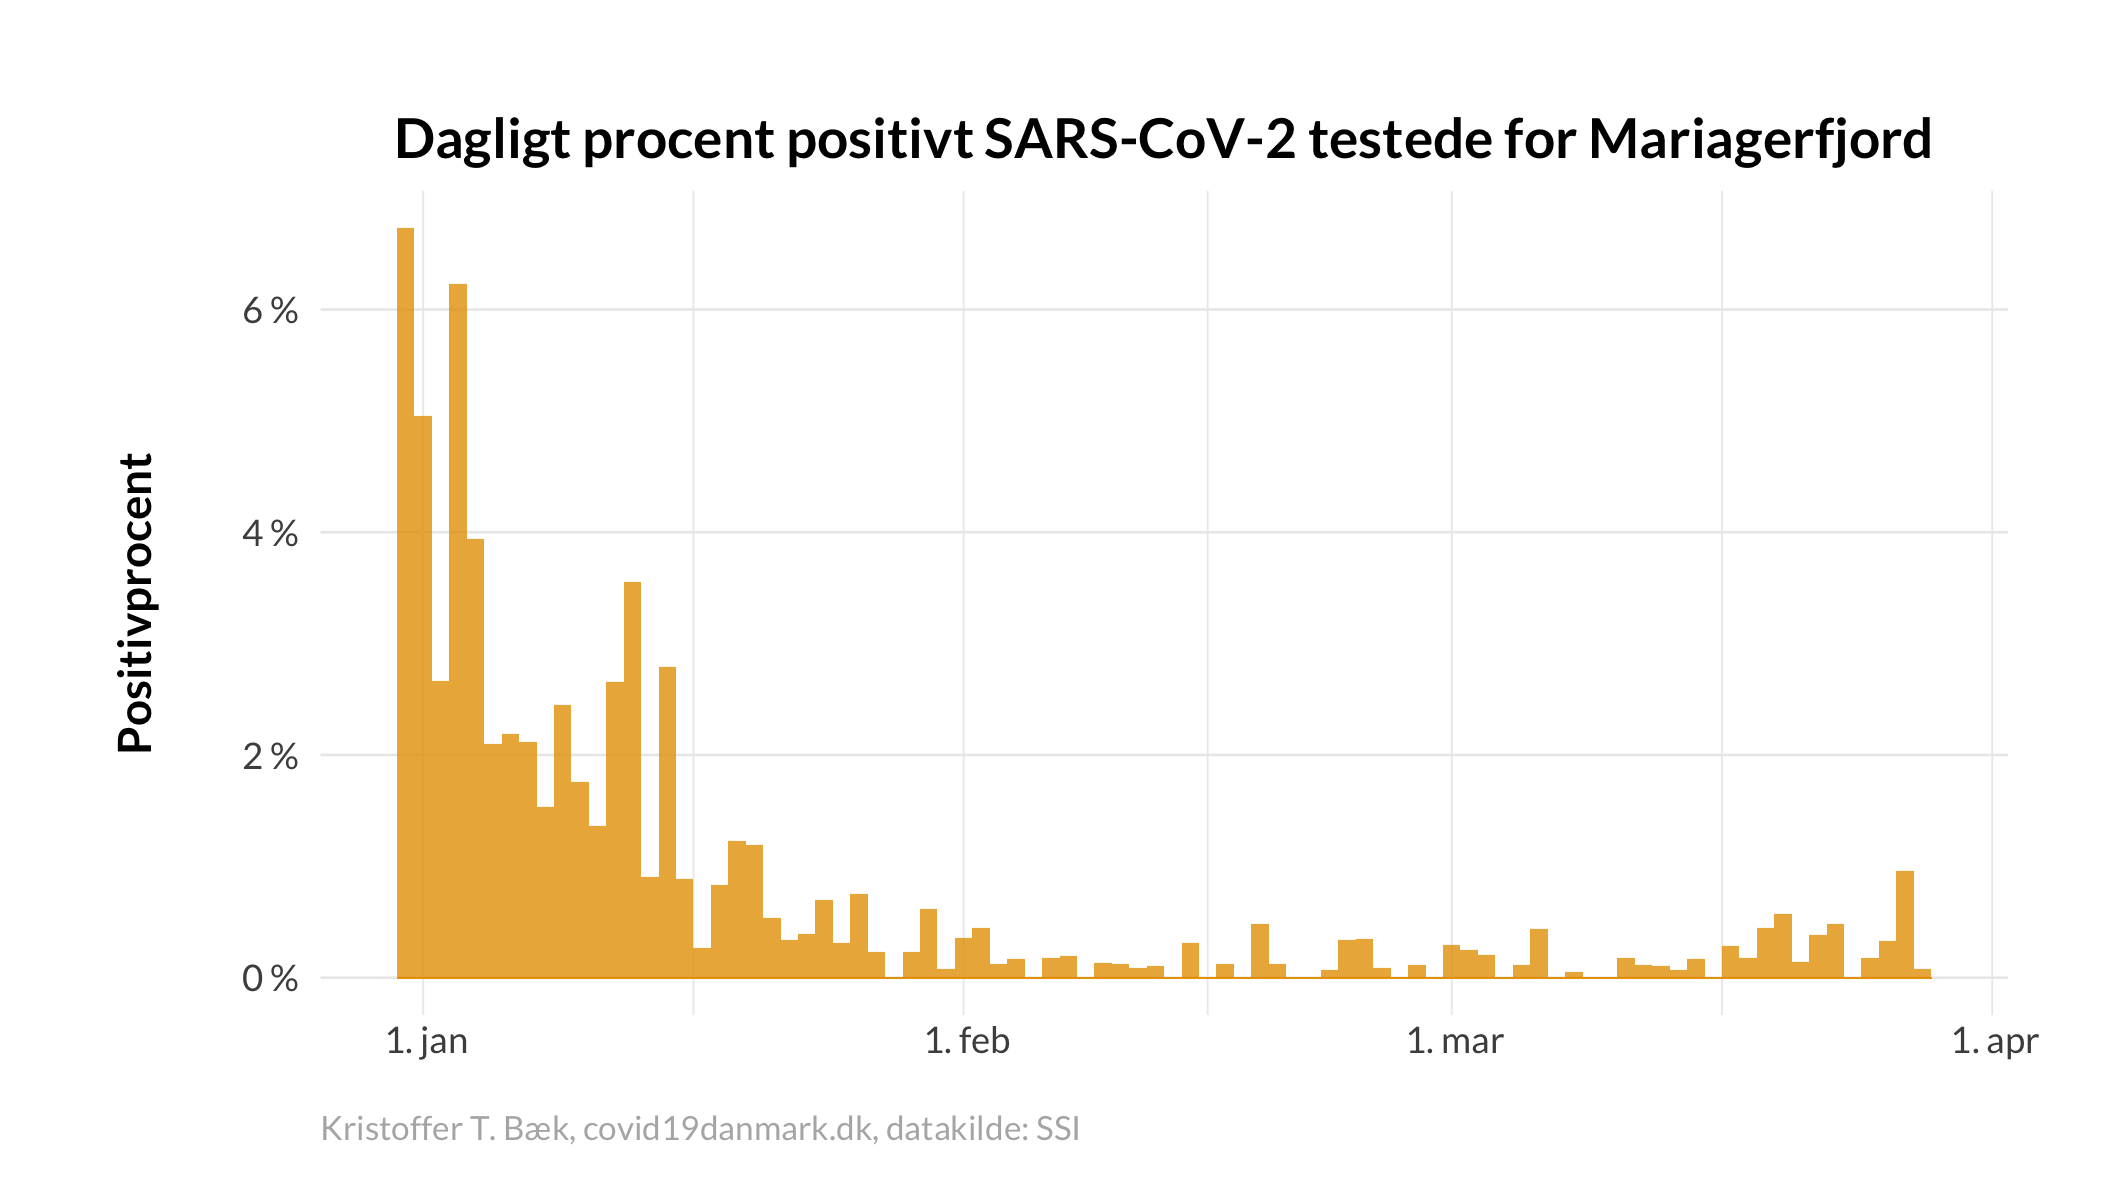 Dagligt procent positivt SARS-CoV-2 testede for Mariagerfjord
Positivprocent
6 %
4 %
2 %
0 %
1. jan
1. feb
1. mar
1. apr
Kristoffer T. Bæk, covid19danmark.dk, datakilde: SSI